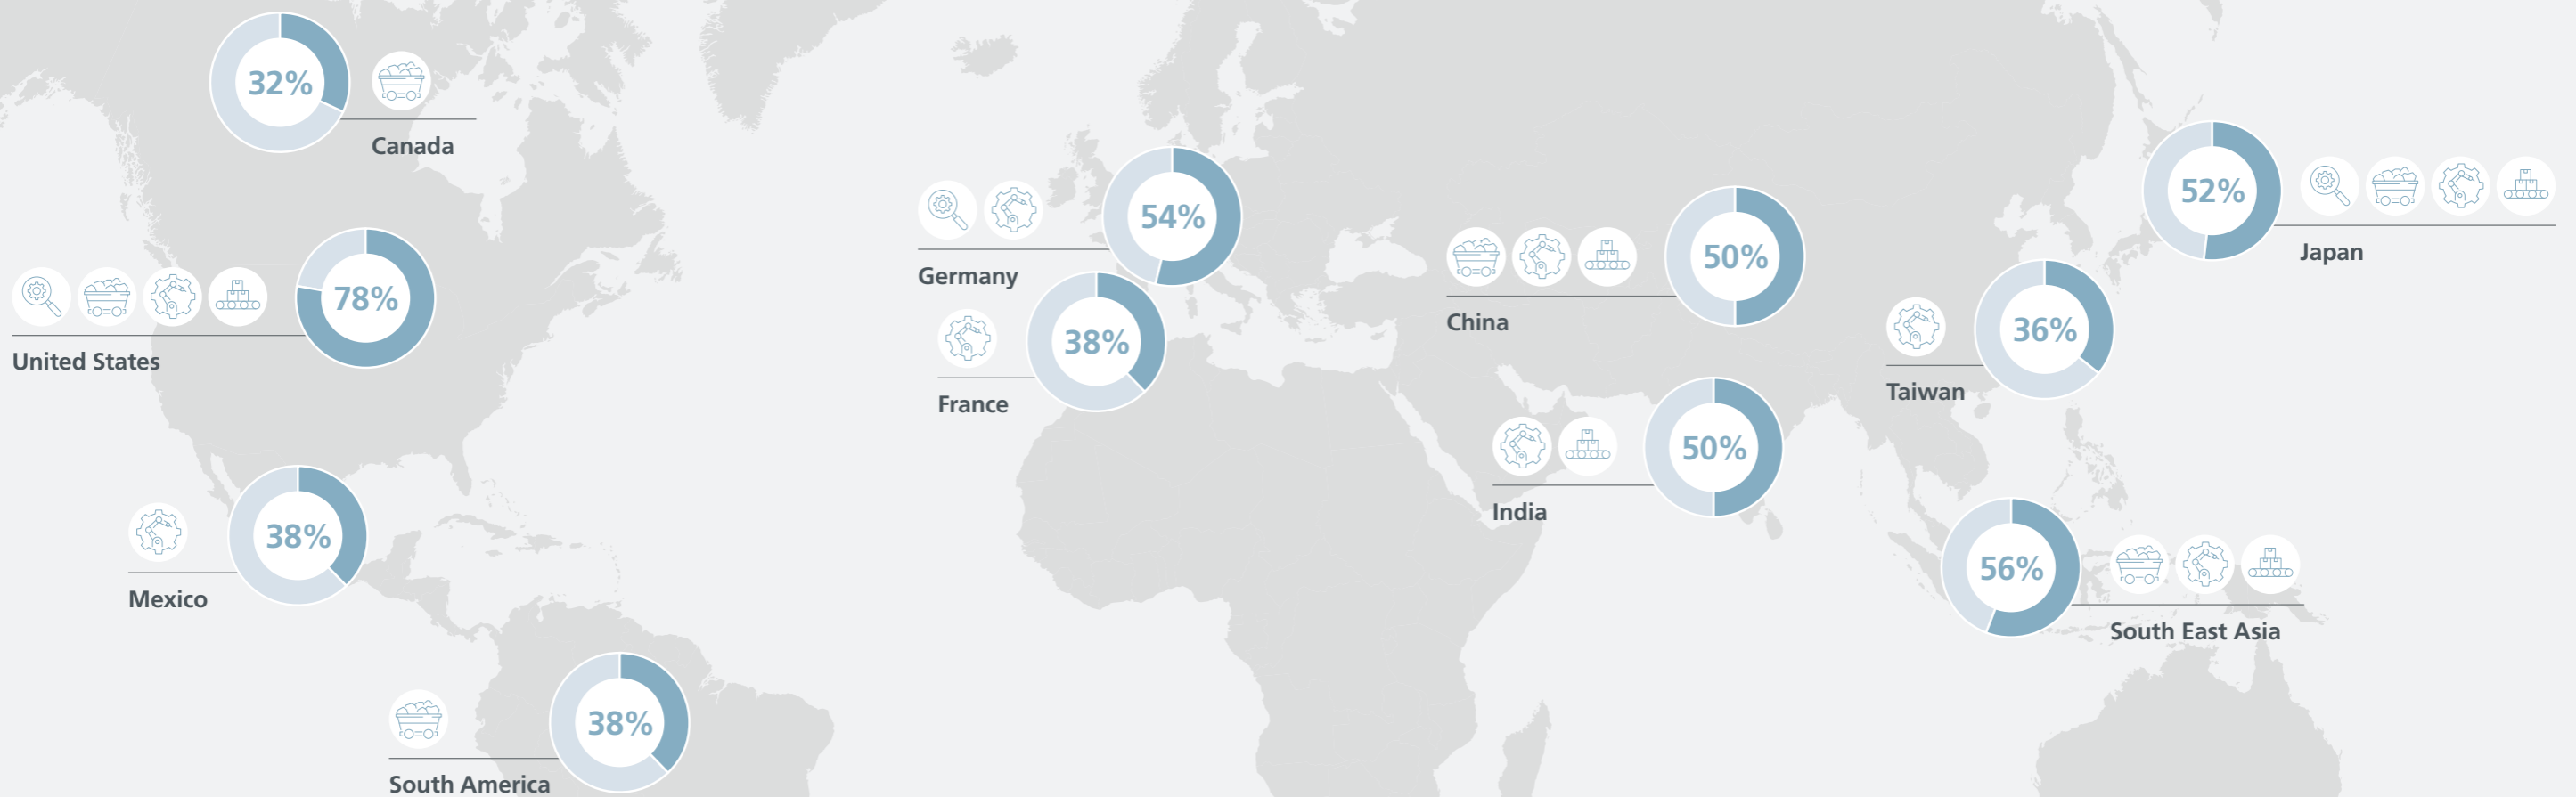 32%
Canada
78%
United States
38%
Mexico
38%
South America
54%
Germany
38%
France
50%
China
50%
India
52%
Japan
36%
Taiwan
56%
South East Asia